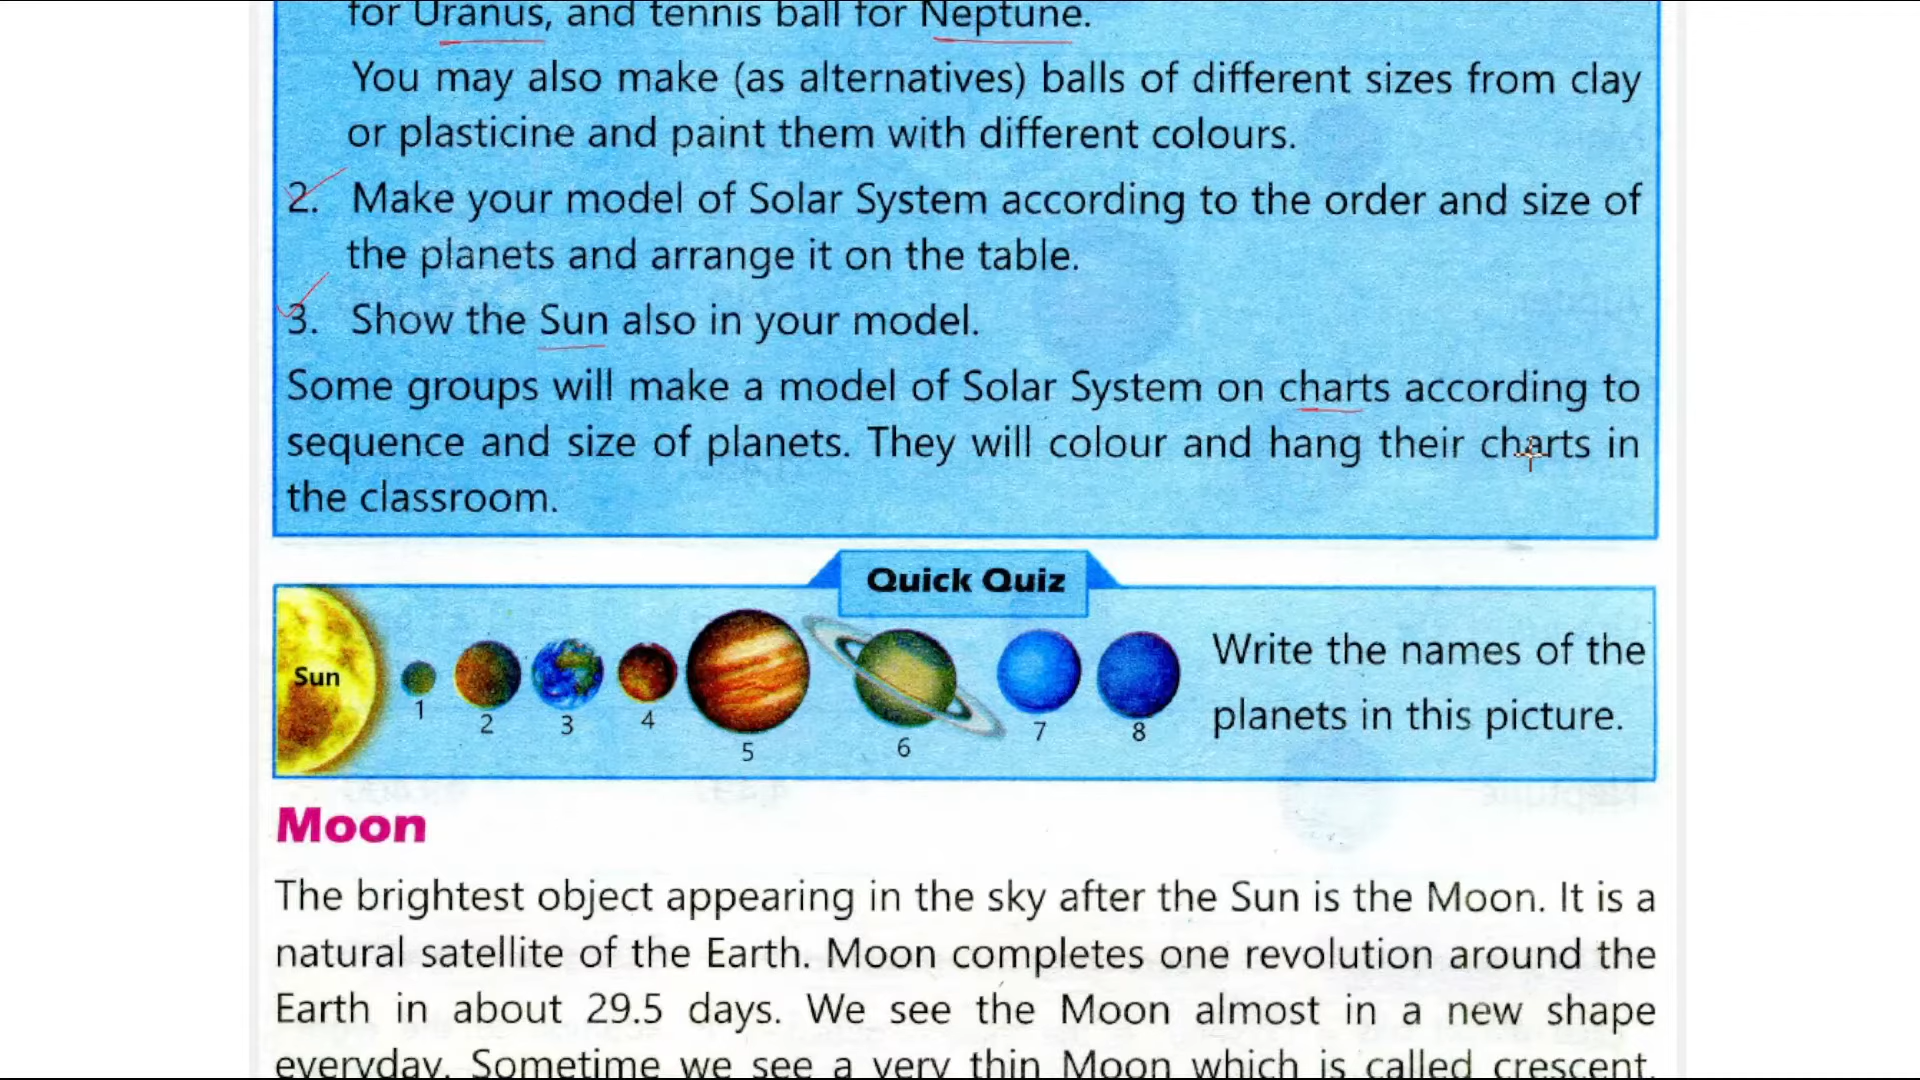 for Uranus, and tennis ball for Neptune.
You may also make (as alternatives) balls of different sizes from clay
or plasticine and paint them with different colours.
2. Make your model of Solar System according to the order and size of
the planets and arrange it on the table.
3. Show the Sun also in your model.
Some groups will make a model of Solar System on charts according to
sequence and size of planets. They will colour and hang their charts in
the classroom.
Quick Quiz
Sun
1
2
3
4
5
6
7
8
Write the names of the
planets in this picture.
Moon
The brightest object appearing in the sky after the Sun is the Moon. It is a
natural satellite of the Earth. Moon completes one revolution around the
Earth in about 29.5 days. We see the Moon almost in a new shape
everyday. Sometime we see a very thin Moon which is called crescent.